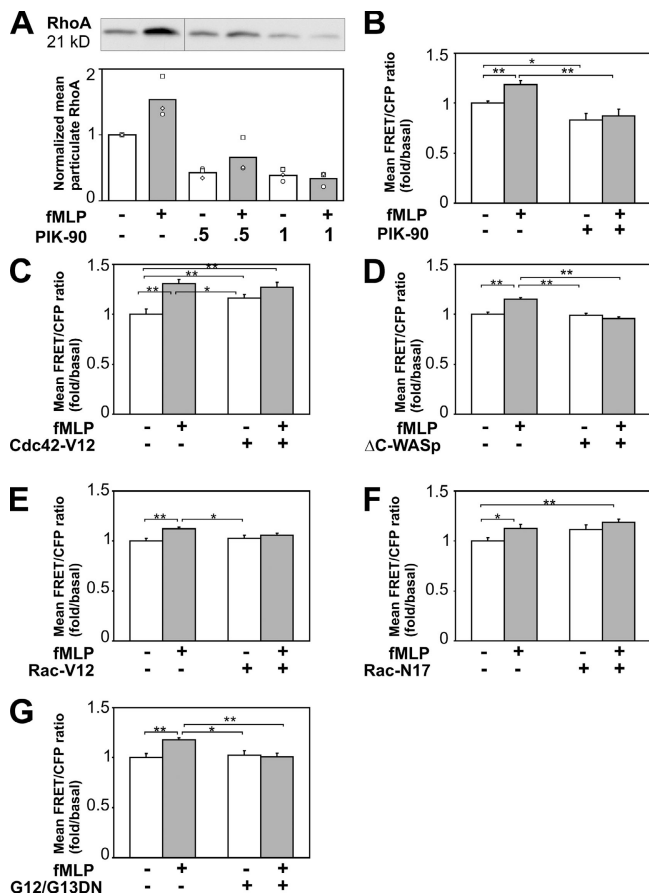 A
RhoA
21 kD
Normalized mean
particulate RhoA
2
1
0
fMLP - + - + - +
PIK-90 - - .5 .5 1 1
B
Mean FRET/CFP ratio
(fold/basal)
1.5
1
0.5
0
*
** **
fMLP - + - +
PIK-90 - - + +
C
Mean FRET/CFP ratio
(fold/basal)
1.5
1
0.5
0
**
**
** *
fMLP - + - +
Cdc42-V12 - - + +
D
Mean FRET/CFP ratio
(fold/basal)
1.5
1
0.5
0
**
** **
fMLP - + - +
ΔC-WASp - - + +
E
Mean FRET/CFP ratio
(fold/basal)
1.5
1
0.5
0
** *
fMLP - + - +
Rac-V12 - - + +
F
Mean FRET/CFP ratio
(fold/basal)
1.5
1
0.5
0
**
*
fMLP - + - +
Rac-N17 - - + +
G
Mean FRET/CFP ratio
(fold/basal)
1.5
1
0.5
0
**
** *
fMLP - + - +
G12/G13DN - - + +